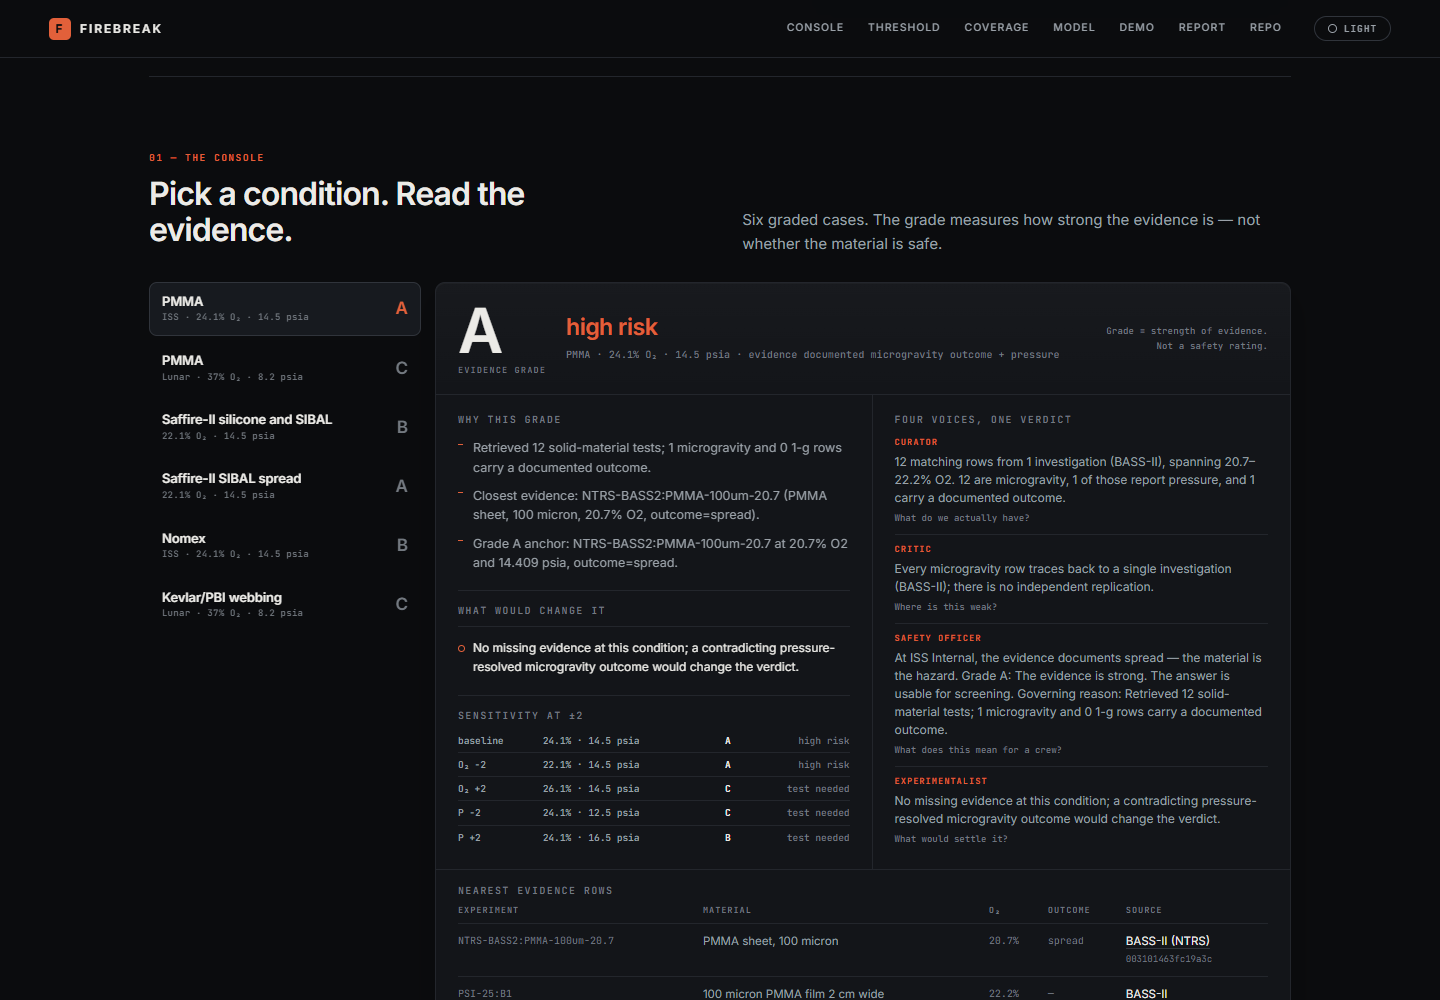 F FIREBREAK
CONSOLE THRESHOLD COVERAGE MODEL DEMO REPORT REPO LIGHT
01 — THE CONSOLE
Pick a condition. Read the
evidence.
Six graded cases. The grade measures how strong the evidence is — not
whether the material is safe.
PMMA
ISS · 24.1% O₂ · 14.5 psia
A
PMMA
Lunar · 37% O₂ · 8.2 psia
C
Saffire-II silicone and SIBAL
22.1% O₂ · 14.5 psia
B
Saffire-II SIBAL spread
22.1% O₂ · 14.5 psia
A
Nomex
ISS · 24.1% O₂ · 14.5 psia
B
Kevlar/PBI webbing
Lunar · 37% O₂ · 8.2 psia
C
A
EVIDENCE GRADE
high risk
PMMA · 24.1% O₂ · 14.5 psia · evidence documented microgravity outcome + pressure
Grade = strength of evidence.
Not a safety rating.
WHY THIS GRADE
– Retrieved 12 solid-material tests; 1 microgravity and 0 1-g rows
carry a documented outcome.
– Closest evidence: NTRS-BASS2:PMMA-100um-20.7 (PMMA
sheet, 100 micron, 20.7% O2, outcome=spread).
– Grade A anchor: NTRS-BASS2:PMMA-100um-20.7 at 20.7% O2
and 14.409 psia, outcome=spread.
WHAT WOULD CHANGE IT
No missing evidence at this condition; a contradicting pressure-
resolved microgravity outcome would change the verdict.
SENSITIVITY AT ±2
baseline 24.1% · 14.5 psia A high risk
O₂ -2 22.1% · 14.5 psia A high risk
O₂ +2 26.1% · 14.5 psia C test needed
P -2 24.1% · 12.5 psia C test needed
P +2 24.1% · 16.5 psia B test needed
FOUR VOICES, ONE VERDICT
CURATOR
12 matching rows from 1 investigation (BASS-II), spanning 20.7–
22.2% O2. 12 are microgravity, 1 of those report pressure, and 1
carry a documented outcome.
What do we actually have?
CRITIC
Every microgravity row traces back to a single investigation
(BASS-II); there is no independent replication.
Where is this weak?
SAFETY OFFICER
At ISS Internal, the evidence documents spread — the material is
the hazard. Grade A: The evidence is strong. The answer is
usable for screening. Governing reason: Retrieved 12 solid-
material tests; 1 microgravity and 0 1-g rows carry a documented
outcome.
What does this mean for a crew?
EXPERIMENTALIST
No missing evidence at this condition; a contradicting pressure-
resolved microgravity outcome would change the verdict.
What would settle it?
NEAREST EVIDENCE ROWS
EXPERIMENT MATERIAL O₂ OUTCOME SOURCE
NTRS-BASS2:PMMA-100um-20.7 PMMA sheet, 100 micron 20.7% spread BASS-II (NTRS)
003101463fc19a3c
PSI-25:B1 100 micron PMMA film 2 cm wide 22.2% — BASS-II